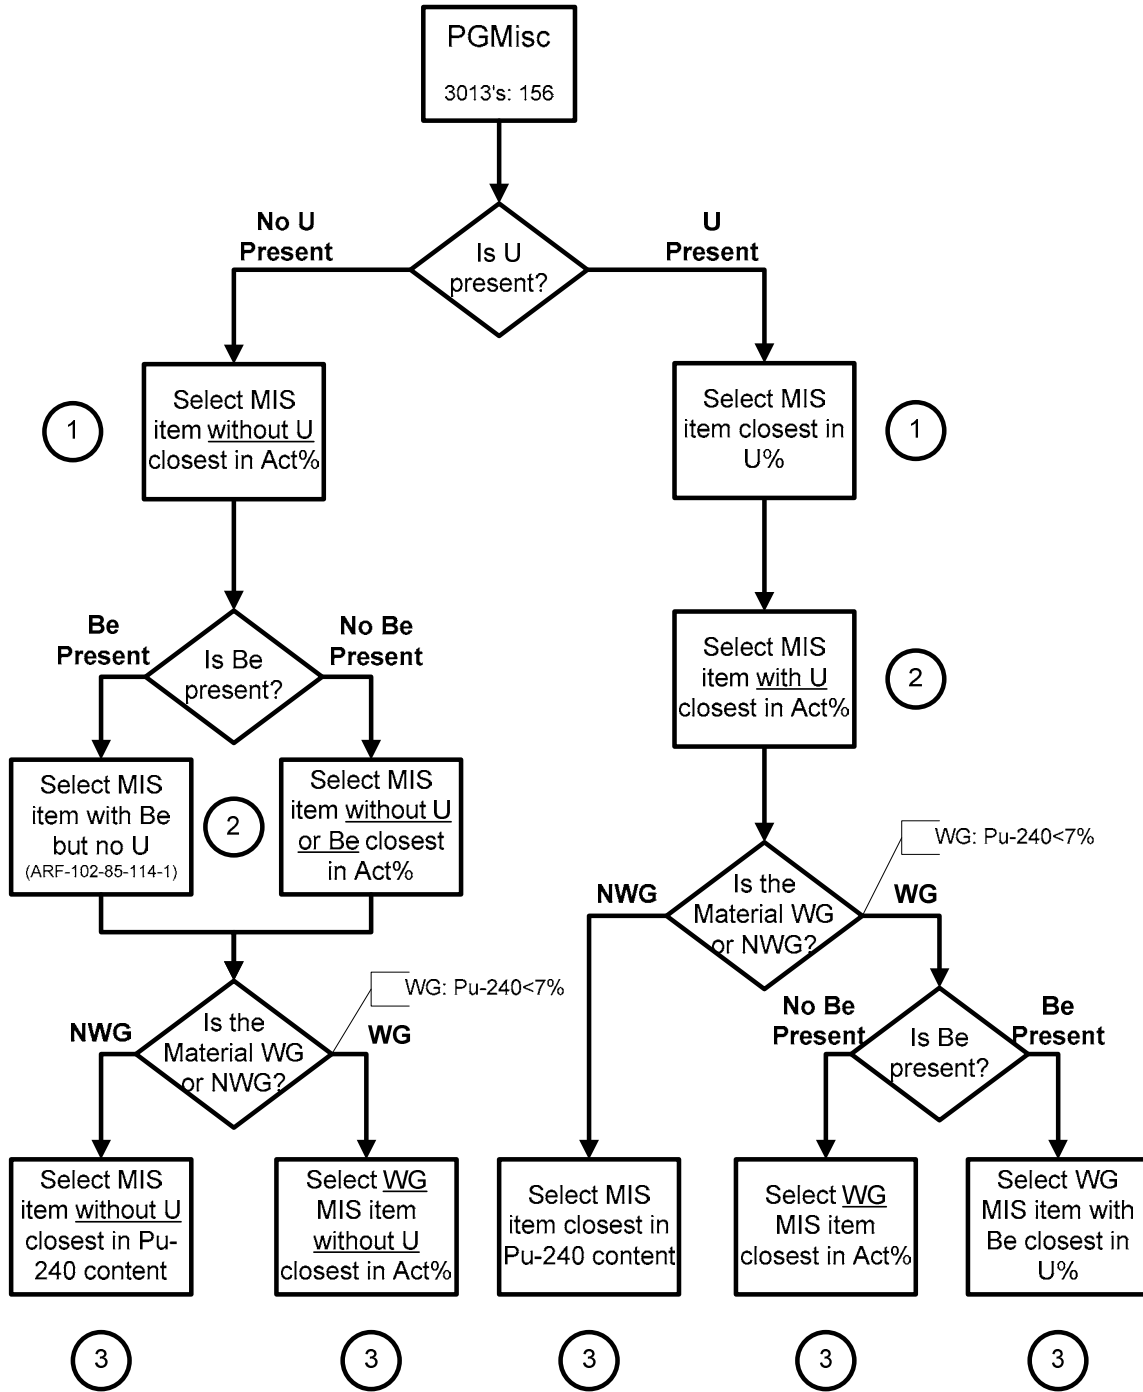 PGMisc
3013's: 156
No U
Present
U
Present
Is U
present?
1
Select MIS
item without U
closest in Act%
Select MIS
item closest in
U%
1
Be
Present
No Be
Present
Is Be
present?
Select MIS
item with U
closest in Act%
2
Select MIS
item with Be
but no U
(ARF-102-85-114-1)
2
Select MIS
item without U
or Be closest
in Act%
WG: Pu-240<7%
NWG
Is the
Material WG
or NWG?
WG
WG: Pu-240<7%
NWG
Is the
Material WG
or NWG?
WG
No Be
Present
Is Be
present?
Be
Present
Select MIS
item without U
closest in Pu-
240 content
Select WG
MIS item
without U
closest in Act%
Select MIS
item closest in
Pu-240 content
Select WG
MIS item
closest in Act%
Select WG
MIS item with
Be closest in
U%
3
3
3
3
3